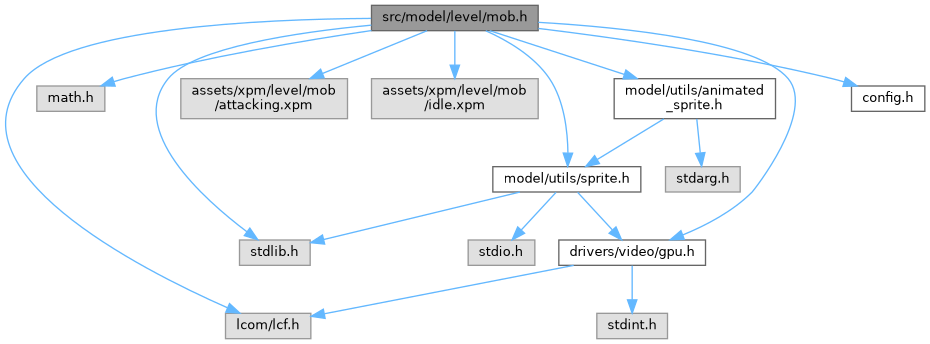 src/model/level/mob.h
math.h
assets/xpm/level/mob
/attacking.xpm
assets/xpm/level/mob
/idle.xpm
model/utils/animated
_sprite.h
config.h
model/utils/sprite.h
stdarg.h
stdlib.h
stdio.h
drivers/video/gpu.h
lcom/lcf.h
stdint.h